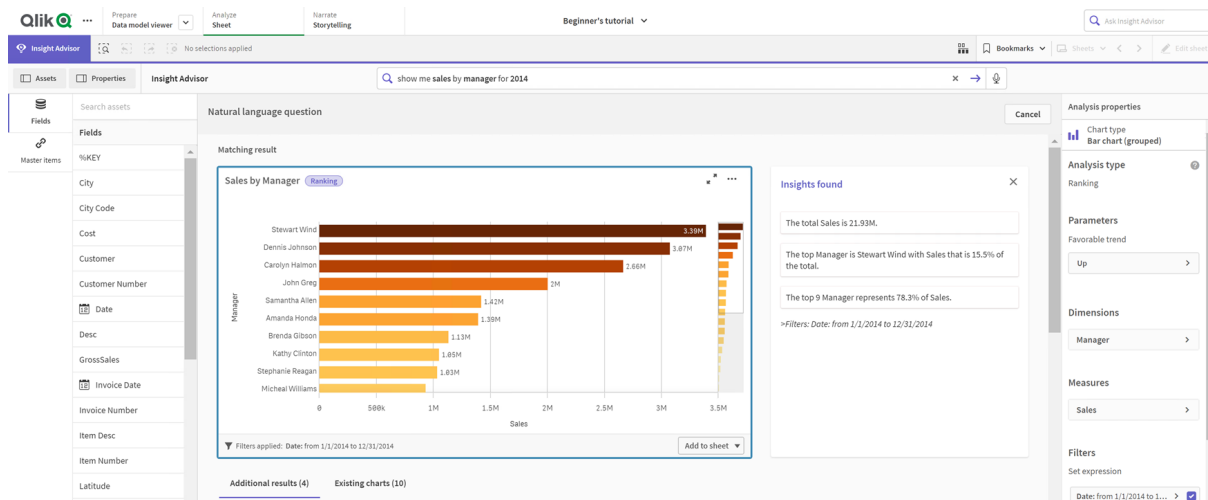 Qlik
Prepare
Data model viewer
Analyze
Sheet
Narrate
Storytelling
Beginner's tutorial
Ask Insight Advisor
Insight Advisor
No selections applied
Bookmarks
Sheets
Edit sheet
Assets
Properties
Insight Advisor
show me sales by manager for 2014
Fields
Master items
Search assets
Fields
%KEY
City
City Code
Cost
Customer
Customer Number
Date
Desc
GrossSales
Invoice Date
Invoice Number
Item Desc
Item Number
Latitude
Natural language question
Cancel
Matching result
Sales by Manager Ranking
Manager
Stewart Wind 3.39M
Dennis Johnson 3.07M
Carolyn Halmon 2.66M
John Greg 2M
Samantha Allen 1.42M
Amanda Honda 1.39M
Brenda Gibson 1.13M
Kathy Clinton 1.05M
Stephanie Reagan 1.03M
Micheal Williams
0 500k 1M 1.5M 2M 2.5M 3M 3.5M
Sales
Filters applied: Date: from 1/1/2014 to 12/31/2014
Add to sheet
Additional results (4)
Existing charts (10)
Insights found
The total Sales is 21.93M.
The top Manager is Stewart Wind with Sales that is 15.5% of
the total.
The top 9 Manager represents 78.3% of Sales.
>Filters: Date: from 1/1/2014 to 12/31/2014
Analysis properties
Chart type
Bar chart (grouped)
Analysis type
Ranking
Parameters
Favorable trend
Up
Dimensions
Manager
Measures
Sales
Filters
Set expression
Date: from 1/1/2014 to 1...